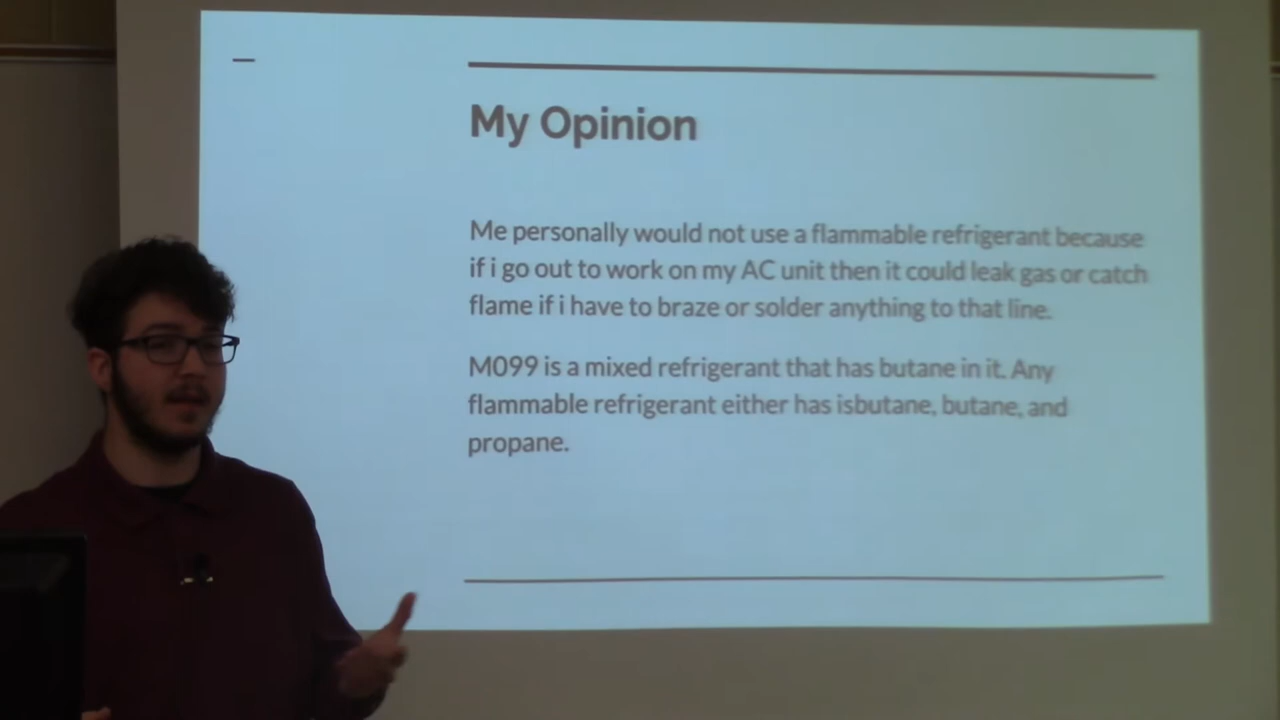 My Opinion
Me personally would not use a flammable refrigerant because
if i go out to work on my AC unit then it could leak gas or catch
flame if i have to braze or solder anything to that line.
M099 is a mixed refrigerant that has butane in it. Any
flammable refrigerant either has isbutane, butane, and
propane.